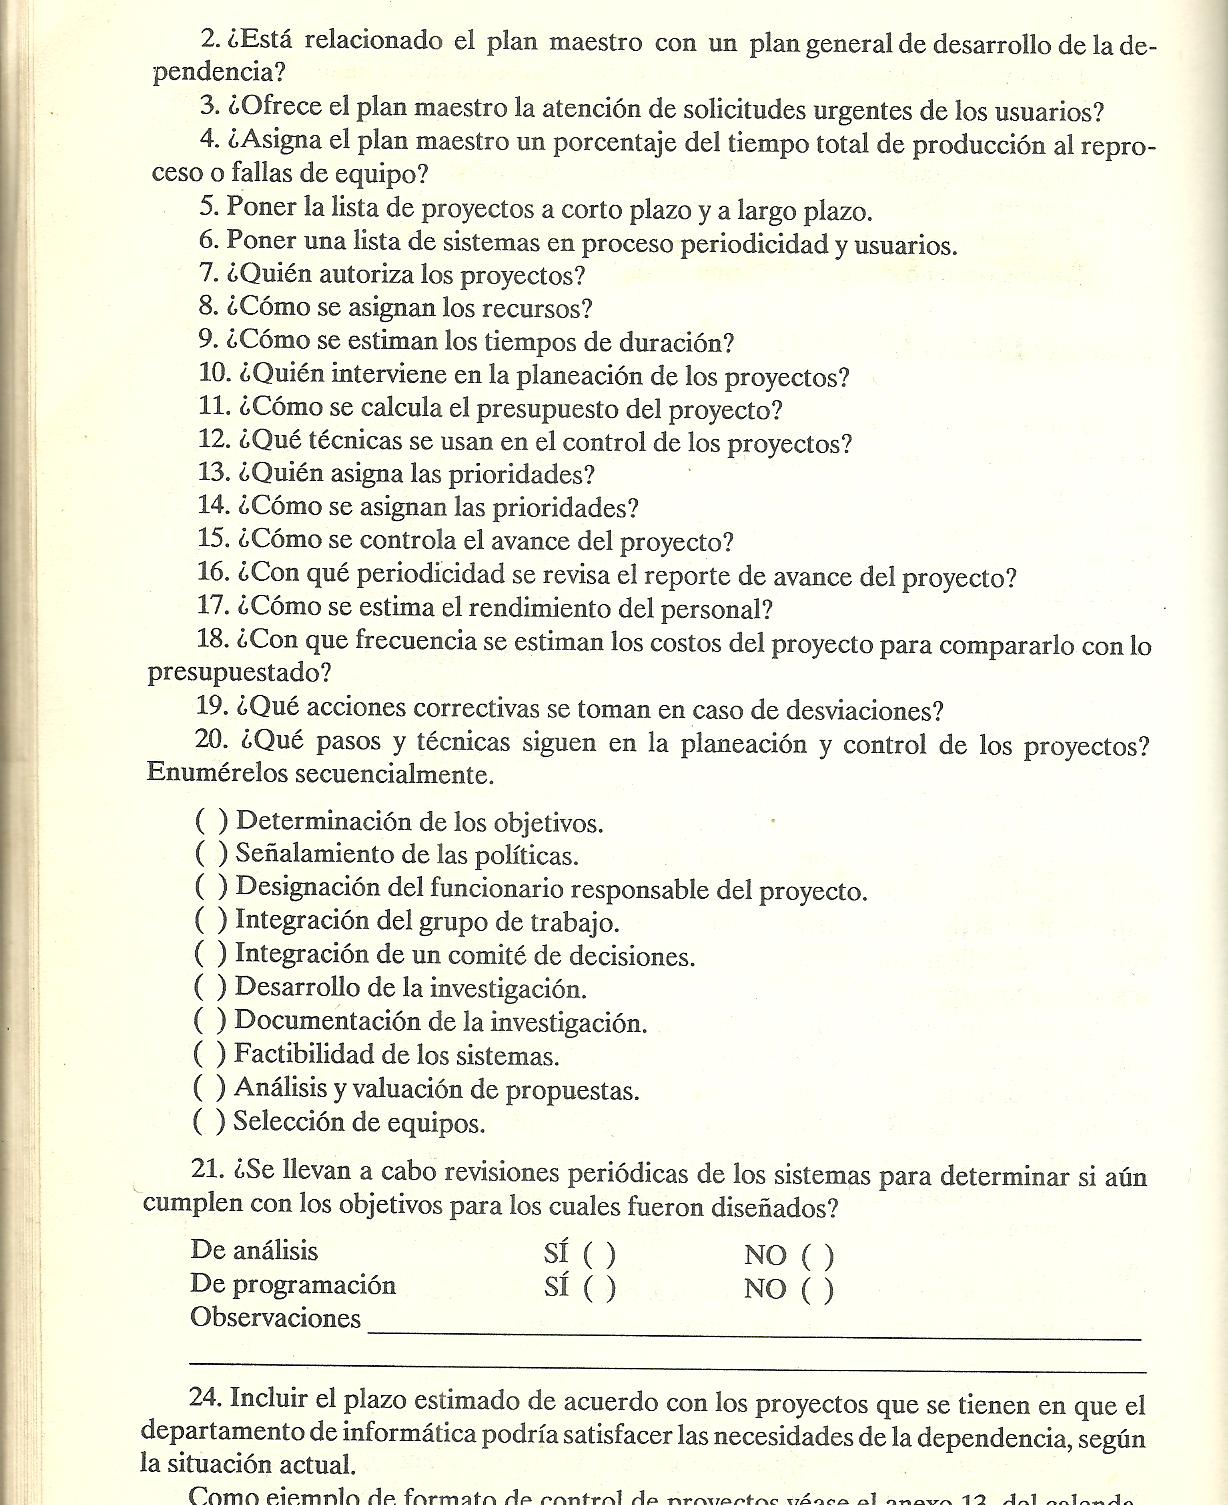 2. ¿Está relacionado el plan maestro con un plan general de desarrollo de la de-
pendencia?
3. ¿Ofrece el plan maestro la atención de solicitudes urgentes de los usuarios?
4. ¿Asigna el plan maestro un porcentaje del tiempo total de producción al repro-
ceso o fallas de equipo?
5. Poner la lista de proyectos a corto plazo y a largo plazo.
6. Poner una lista de sistemas en proceso periodicidad y usuarios.
7. ¿Quién autoriza los proyectos?
8. ¿Cómo se asignan los recursos?
9. ¿Cómo se estiman los tiempos de duración?
10. ¿Quién interviene en la planeación de los proyectos?
11. ¿Cómo se calcula el presupuesto del proyecto?
12. ¿Qué técnicas se usan en el control de los proyectos?
13. ¿Quién asigna las prioridades?
14. ¿Cómo se asignan las prioridades?
15. ¿Cómo se controla el avance del proyecto?
16. ¿Con qué periodicidad se revisa el reporte de avance del proyecto?
17. ¿Cómo se estima el rendimiento del personal?
18. ¿Con que frecuencia se estiman los costos del proyecto para compararlo con lo
presupuestado?
19. ¿Qué acciones correctivas se toman en caso de desviaciones?
20. ¿Qué pasos y técnicas siguen en la planeación y control de los proyectos?
Enumérelos secuencialmente.
( ) Determinación de los objetivos.
( ) Señalamiento de las políticas.
( ) Designación del funcionario responsable del proyecto.
( ) Integración del grupo de trabajo.
( ) Integración de un comité de decisiones.
( ) Desarrollo de la investigación.
( ) Documentación de la investigación.
( ) Factibilidad de los sistemas.
( ) Análisis y valuación de propuestas.
( ) Selección de equipos.
21. ¿Se llevan a cabo revisiones periódicas de los sistemas para determinar si aún
cumplen con los objetivos para los cuales fueron diseñados?
De análisis SÍ ( ) NO ( )
De programación SÍ ( ) NO ( )
Observaciones
24. Incluir el plazo estimado de acuerdo con los proyectos que se tienen en que el
departamento de informática podría satisfacer las necesidades de la dependencia, según
la situación actual.
Como ejemplo de formato de control de proyectos véase el anexo 13, del calenda-